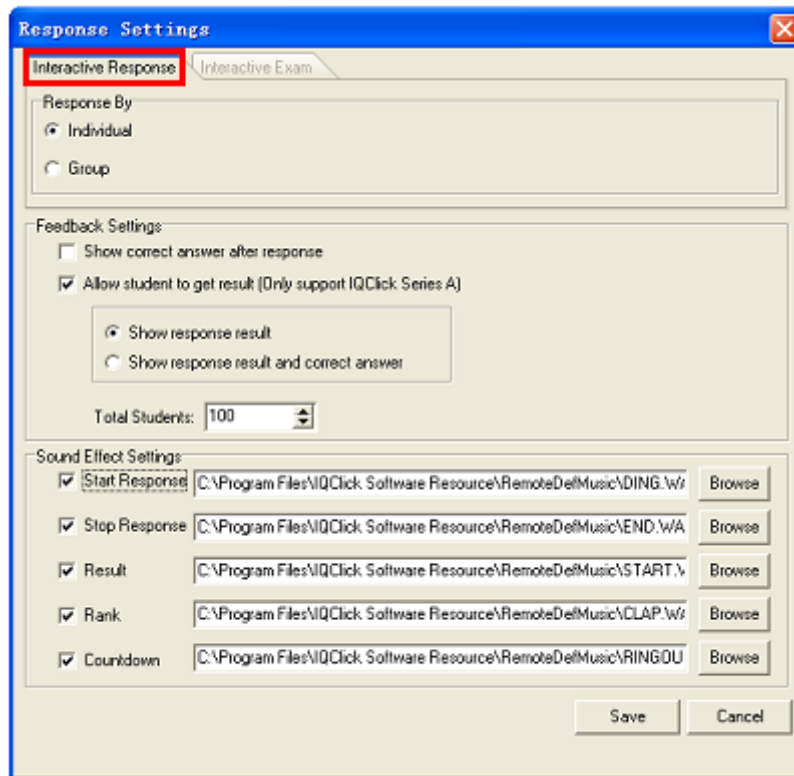 Response Settings
Interactive Response Interactive Exam
Response By
Individual
Group
Feedback Settings
Show correct answer after response
Allow student to get result (Only support IQClick Series A)
Show response result
Show response result and correct answer
Total Students: 100
Sound Effect Settings
Start Response C:\Program Files\IQClick Software Resource\RemoteDefMusic\DING.WA Browse
Stop Response C:\Program Files\IQClick Software Resource\RemoteDefMusic\END.WA Browse
Result C:\Program Files\IQClick Software Resource\RemoteDefMusic\START.V Browse
Rank C:\Program Files\IQClick Software Resource\RemoteDefMusic\CLAP.WA Browse
Countdown C:\Program Files\IQClick Software Resource\RemoteDefMusic\RINGOU Browse
Save Cancel